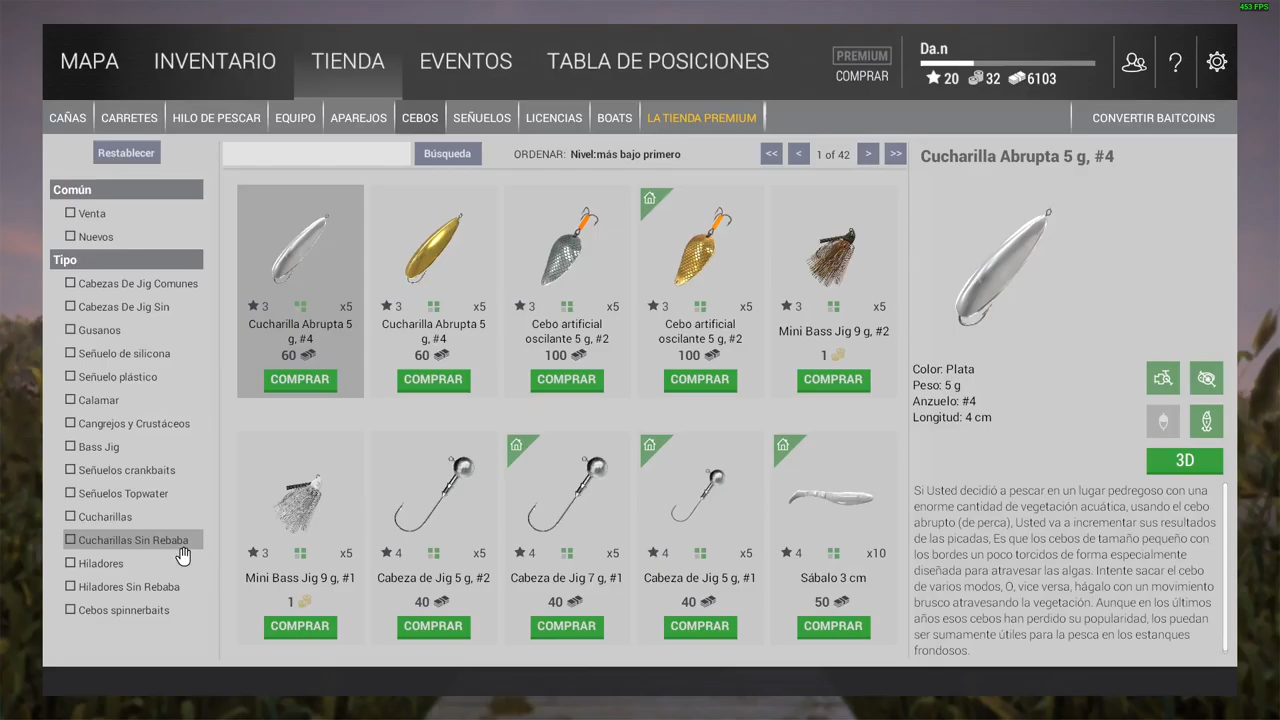 453 FPS
MAPA
INVENTARIO
TIENDA
EVENTOS
TABLA DE POSICIONES
PREMIUM
COMPRAR
Da.n
20 32 6103
?
CAÑAS
CARRETES
HILO DE PESCAR
EQUIPO
APAREJOS
CEBOS
SEÑUELOS
LICENCIAS
BOATS
LA TIENDA PREMIUM
CONVERTIR BAITCOINS
Restablecer
Búsqueda
ORDENAR: Nivel:más bajo primero
<< < 1 of 42 > >>
Común
Venta
Nuevos
Tipo
Cabezas De Jig Comunes
Cabezas De Jig Sin
Gusanos
Señuelo de silicona
Señuelo plástico
Calamar
Cangrejos y Crustáceos
Bass Jig
Señuelos crankbaits
Señuelos Topwater
Cucharillas
Cucharillas Sin Rebaba
Hiladores
Hiladores Sin Rebaba
Cebos spinnerbaits
3 x5
Cucharilla Abrupta 5
g, #4
60
COMPRAR
3 x5
Cucharilla Abrupta 5
g, #4
60
COMPRAR
3 x5
Cebo artificial
oscilante 5 g, #2
100
COMPRAR
3 x5
Cebo artificial
oscilante 5 g, #2
100
COMPRAR
3 x5
Mini Bass Jig 9 g, #2
1
COMPRAR
3 x5
Mini Bass Jig 9 g, #1
1
COMPRAR
4 x5
Cabeza de Jig 5 g, #2
40
COMPRAR
4 x5
Cabeza de Jig 7 g, #1
40
COMPRAR
4 x5
Cabeza de Jig 5 g, #1
40
COMPRAR
4 x10
Sábalo 3 cm
50
COMPRAR
Cucharilla Abrupta 5 g, #4
Color: Plata
Peso: 5 g
Anzuelo: #4
Longitud: 4 cm
3D
Si Usted decidió a pescar en un lugar pedregoso con una
enorme cantidad de vegetación acuática, usando el cebo
abrupto (de perca), Usted va a incrementar sus resultados
de las picadas, Es que los cebos de tamaño pequeño con
los bordes un poco torcidos de forma especialmente
diseñada para atravesar las algas. Intente sacar el cebo
de varios modos, O, vice versa, hágalo con un movimiento
brusco atravesando la vegetación. Aunque en los últimos
años esos cebos han perdido su popularidad, los puedan
ser sumamente útiles para la pesca en los estanques
frondosos.